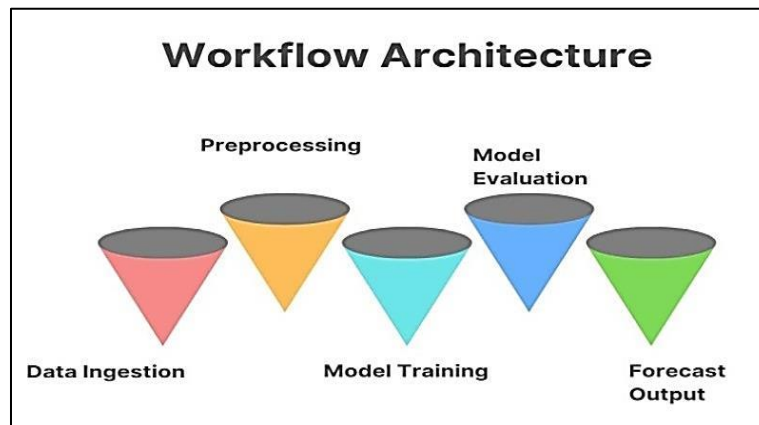 Workflow Architecture
Preprocessing
Model
Evaluation
Data Ingestion
Model Training
Forecast
Output